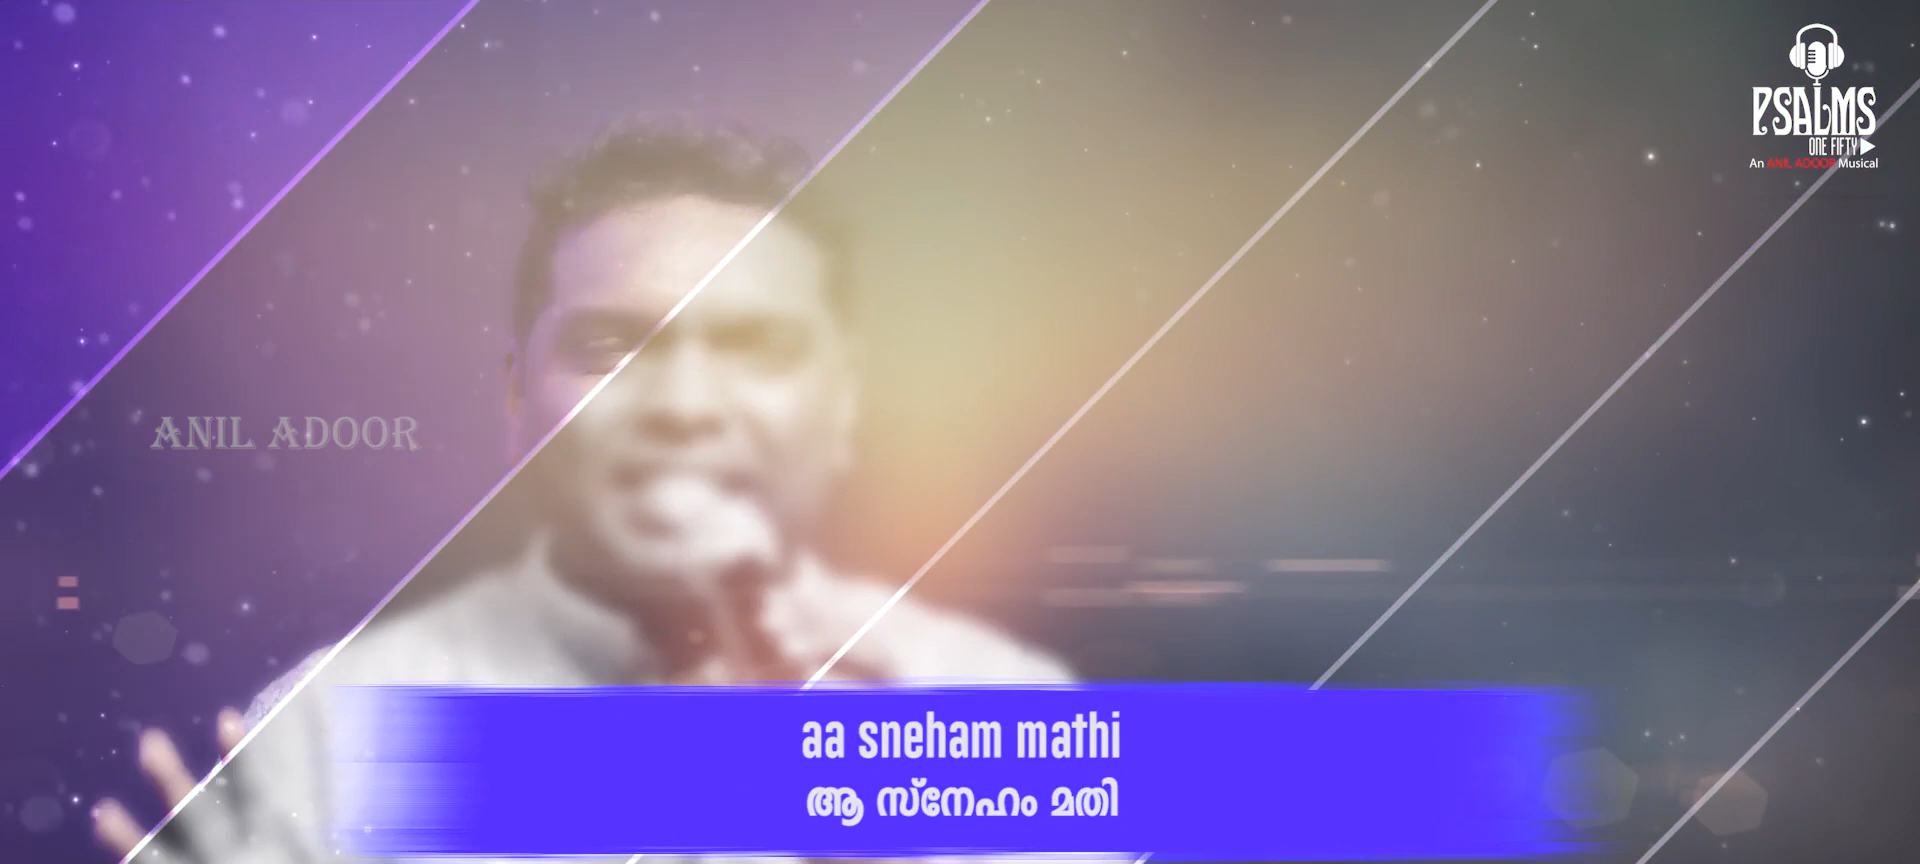 PSALMS
ONE FIFTY
An ANIL ADOOR Musical
ANIL ADOOR
aa sneham mathi
ആ സ്നേഹം മതി